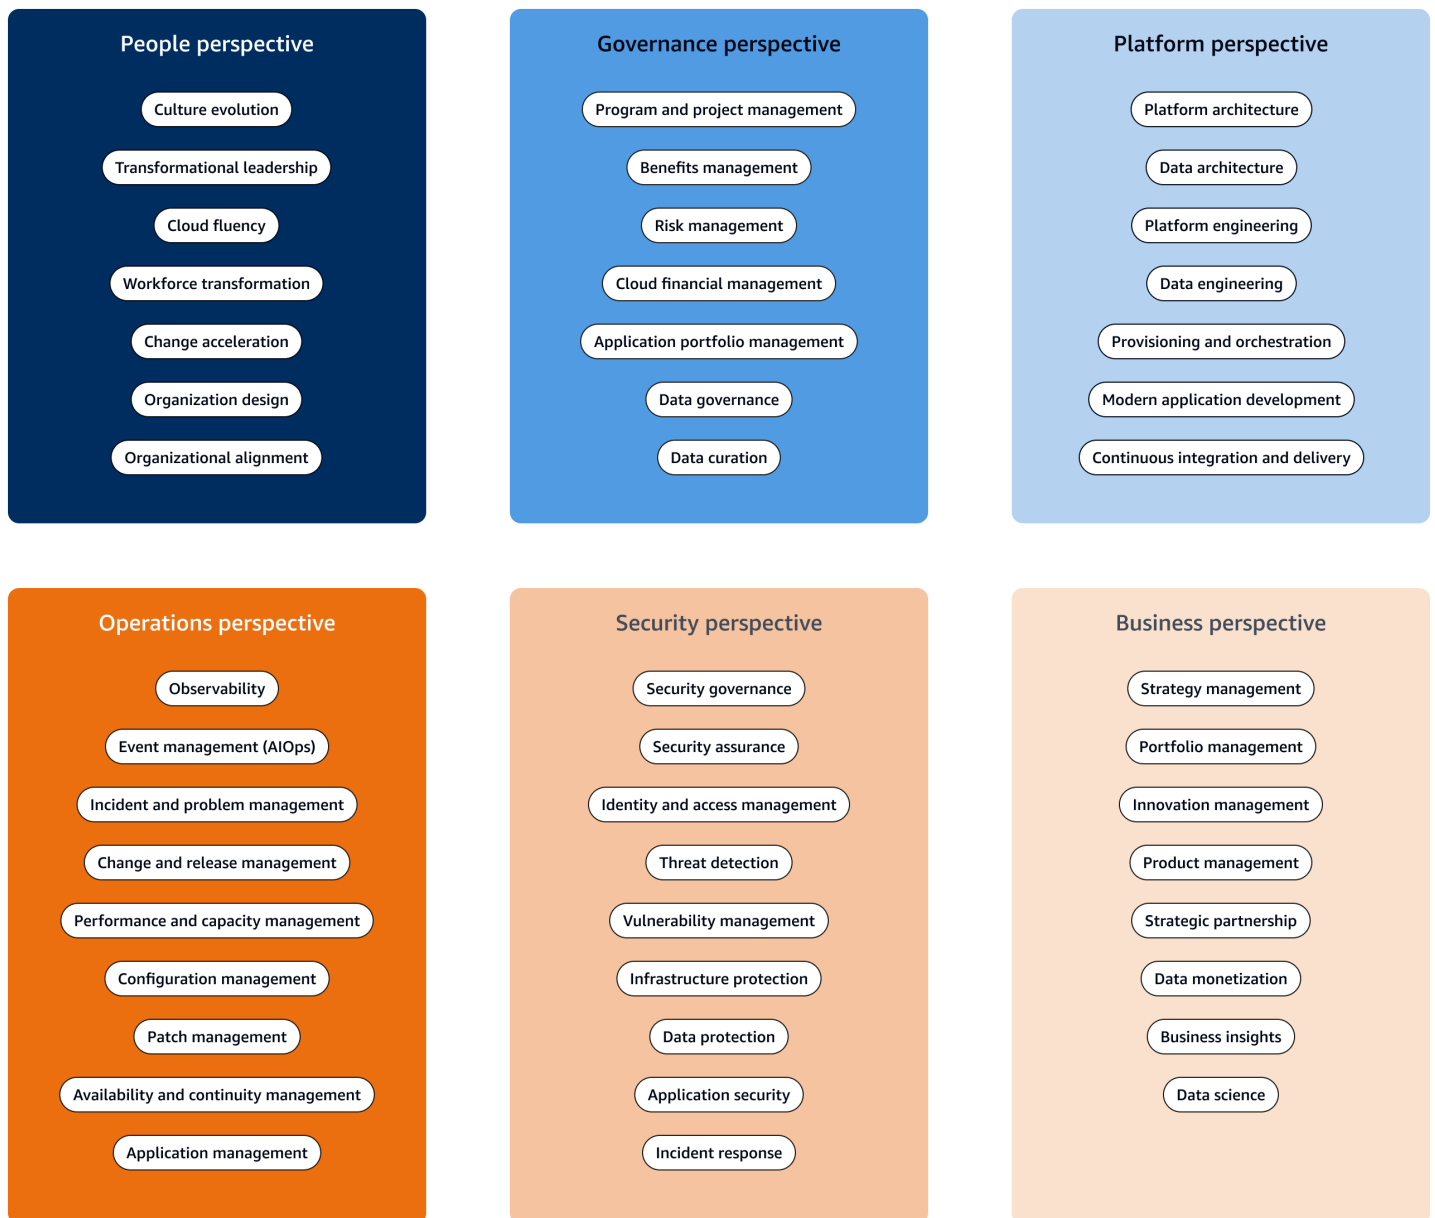 People perspective
Culture evolution
Transformational leadership
Cloud fluency
Workforce transformation
Change acceleration
Organization design
Organizational alignment
Governance perspective
Program and project management
Benefits management
Risk management
Cloud financial management
Application portfolio management
Data governance
Data curation
Platform perspective
Platform architecture
Data architecture
Platform engineering
Data engineering
Provisioning and orchestration
Modern application development
Continuous integration and delivery
Operations perspective
Observability
Event management (AIOps)
Incident and problem management
Change and release management
Performance and capacity management
Configuration management
Patch management
Availability and continuity management
Application management
Security perspective
Security governance
Security assurance
Identity and access management
Threat detection
Vulnerability management
Infrastructure protection
Data protection
Application security
Incident response
Business perspective
Strategy management
Portfolio management
Innovation management
Product management
Strategic partnership
Data monetization
Business insights
Data science